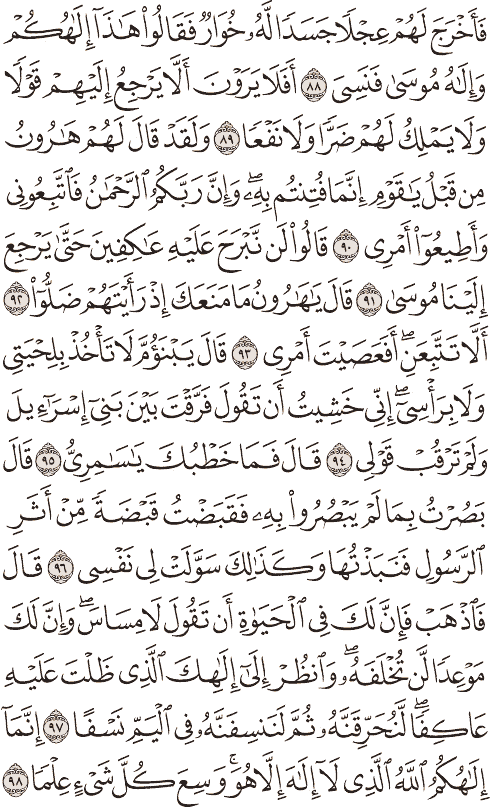 فَأَخْرَجَ لَهُمْ عِجْلًا جَسَدًا لَّهُۥ خُوَارٌ فَقَالُوا۟ هَٰذَآ إِلَٰهُكُمْ
وَإِلَٰهُ مُوسَىٰ فَنَسِىَ ٨٨ أَفَلَا يَرَوْنَ أَلَّا يَرْجِعُ إِلَيْهِمْ قَوْلًا
وَلَا يَمْلِكُ لَهُمْ ضَرًّا وَلَا نَفْعًا ٨٩ وَلَقَدْ قَالَ لَهُمْ هَٰرُونُ
مِن قَبْلُ يَٰقَوْمِ إِنَّمَا فُتِنتُم بِهِۦ ۖ وَإِنَّ رَبَّكُمُ ٱلرَّحْمَٰنُ فَٱتَّبِعُونِى
وَأَطِيعُوٓا۟ أَمْرِى ٩٠ قَالُوا۟ لَن نَّبْرَحَ عَلَيْهِ عَٰكِفِينَ حَتَّىٰ يَرْجِعَ
إِلَيْنَا مُوسَىٰ ٩١ قَالَ يَٰهَٰرُونُ مَا مَنَعَكَ إِذْ رَأَيْتَهُمْ ضَلُّوٓا۟ ٩٢
أَلَّا تَتَّبِعَنِ ۖ أَفَعَصَيْتَ أَمْرِى ٩٣ قَالَ يَبْنَؤُمَّ لَا تَأْخُذْ بِلِحْيَتِى
وَلَا بِرَأْسِىٓ ۖ إِنِّى خَشِيتُ أَن تَقُولَ فَرَّقْتَ بَيْنَ بَنِىٓ إِسْرَٰٓءِيلَ
وَلَمْ تَرْقُبْ قَوْلِى ٩٤ قَالَ فَمَا خَطْبُكَ يَٰسَٰمِرِىُّ ٩٥ قَالَ
بَصُرْتُ بِمَا لَمْ يَبْصُرُوا۟ بِهِۦ فَقَبَضْتُ قَبْضَةً مِّنْ أَثَرِ
ٱلرَّسُولِ فَنَبَذْتُهَا وَكَذَٰلِكَ سَوَّلَتْ لِى نَفْسِى ٩٦ قَالَ
فَٱذْهَبْ فَإِنَّ لَكَ فِى ٱلْحَيَوٰةِ أَن تَقُولَ لَا مِسَاسَ ۖ وَإِنَّ لَكَ
مَوْعِدًا لَّن تُخْلَفَهُۥ ۖ وَٱنظُرْ إِلَىٰٓ إِلَٰهِكَ ٱلَّذِى ظَلْتَ عَلَيْهِ
عَاكِفًا ۖ لَّنُحَرِّقَنَّهُۥ ثُمَّ لَنَنسِفَنَّهُۥ فِى ٱلْيَمِّ نَسْفًا ٩٧ إِنَّمَآ
إِلَٰهُكُمُ ٱللَّهُ ٱلَّذِى لَآ إِلَٰهَ إِلَّا هُوَ ۚ وَسِعَ كُلَّ شَىْءٍ عِلْمًا ٩٨